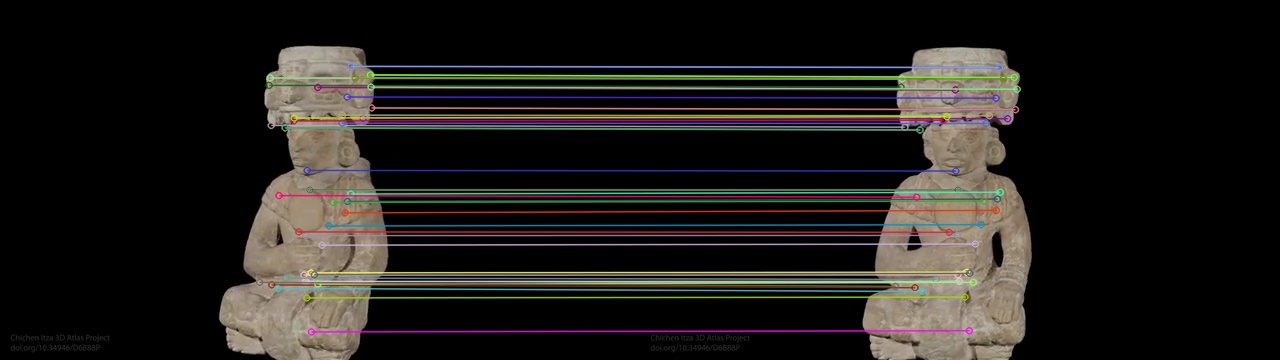 Chichen Itza 3D Atlas Project
doi.org/10.34946/D6B88P
Chichen Itza 3D Atlas Project
doi.org/10.34946/D6B88P